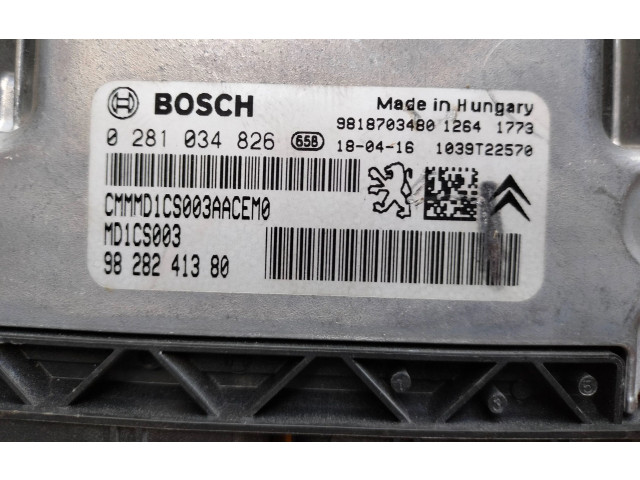 BOSCH
Made in Hungary
9818703480 1264 1773
0 281 034 826 658 18-04-16 1039T22570
CMMMD1CS003AACEM0
MD1CS003
98 282 413 80